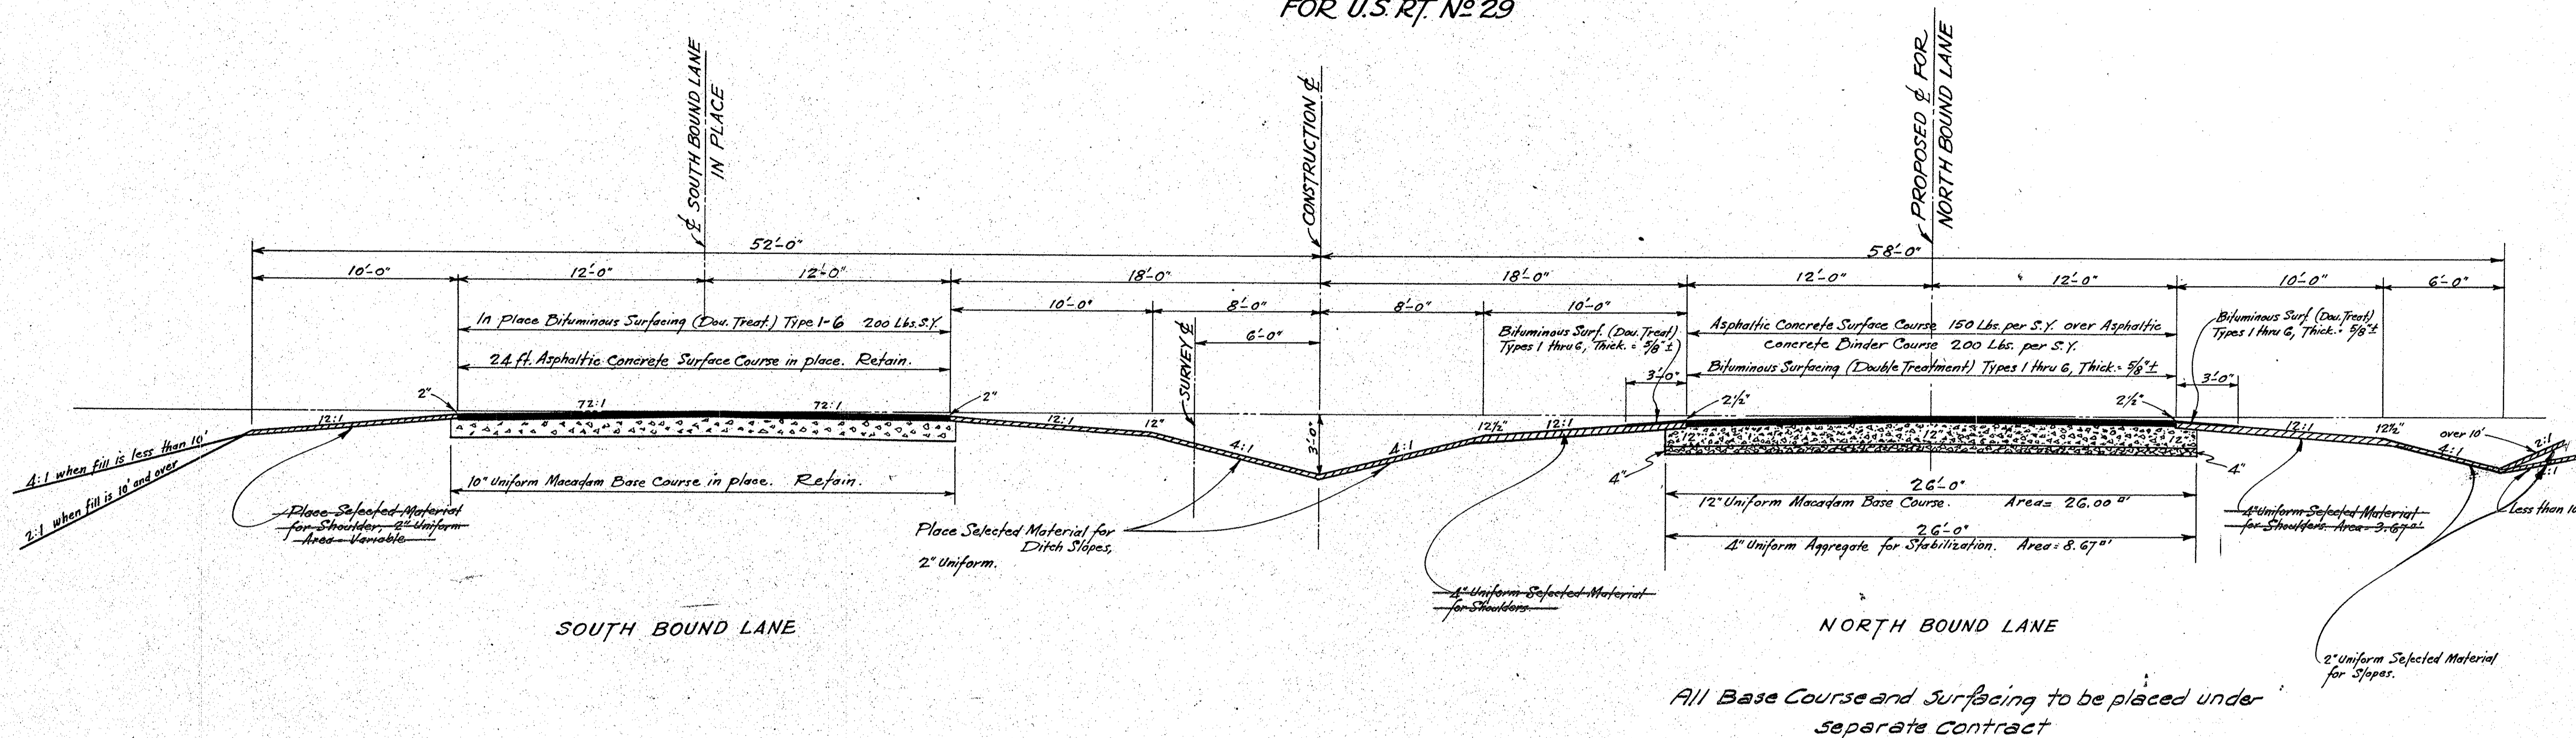 FOR U.S. RT. Nº 29
℄ SOUTH BOUND LANE
IN PLACE
CONSTRUCTION ℄
PROPOSED ℄ FOR
NORTH BOUND LANE
52'-0"
58'-0"
10'-0"
12'-0"
12'-0"
18'-0"
18'-0"
12'-0"
12'-0"
10'-0"
6'-0"
10'-0"
8'-0"
8'-0"
10'-0"
In Place Bituminous Surfacing (Dou. Treat.) Type 1-6 200 Lbs. S.Y.
24 ft. Asphaltic Concrete Surface Course in place. Retain.
SURVEY ℄
6'-0"
Bituminous Surf. (Dou. Treat)
Types 1 thru 6, Thick. = 5/8"±)
Asphaltic Concrete Surface Course 150 Lbs. per S.Y. over Asphaltic
Concrete Binder Course 200 Lbs. per S.Y.
Bituminous Surfacing (Double Treatment) Types 1 thru 6, Thick. = 5/8"±
Bituminous Surf. (Dou. Treat)
Types 1 thru 6, Thick. = 5/8"±
3'-0"
3'-0"
2"
72:1
72:1
2"
2½"
2½"
12:1
12:1
12"
4:1
3'-0"
4:1
12½"
12:1
12"
12"
12"
12:1
12½"
4:1
over 10'
2:1
4:1
Less than 10
4:1 when fill is less than 10'
2:1 when fill is 10' and over
4"
4"
10" Uniform Macadam Base Course in place. Retain.
26'-0"
12" Uniform Macadam Base Course. Area = 26.00 □'
26'-0"
4" Uniform Aggregate for Stabilization. Area = 8.67 □'
Place Selected Material
for Shoulder, 2" Uniform
Area = Variable
Place Selected Material for
Ditch Slopes,
2" Uniform.
4" Uniform Selected Material
for Shoulders.
4" Uniform Selected Material
for Shoulders. Area = 3.67 □'
2" Uniform Selected Material
for Slopes.
SOUTH BOUND LANE
NORTH BOUND LANE
All Base Course and Surfacing to be placed under
separate contract